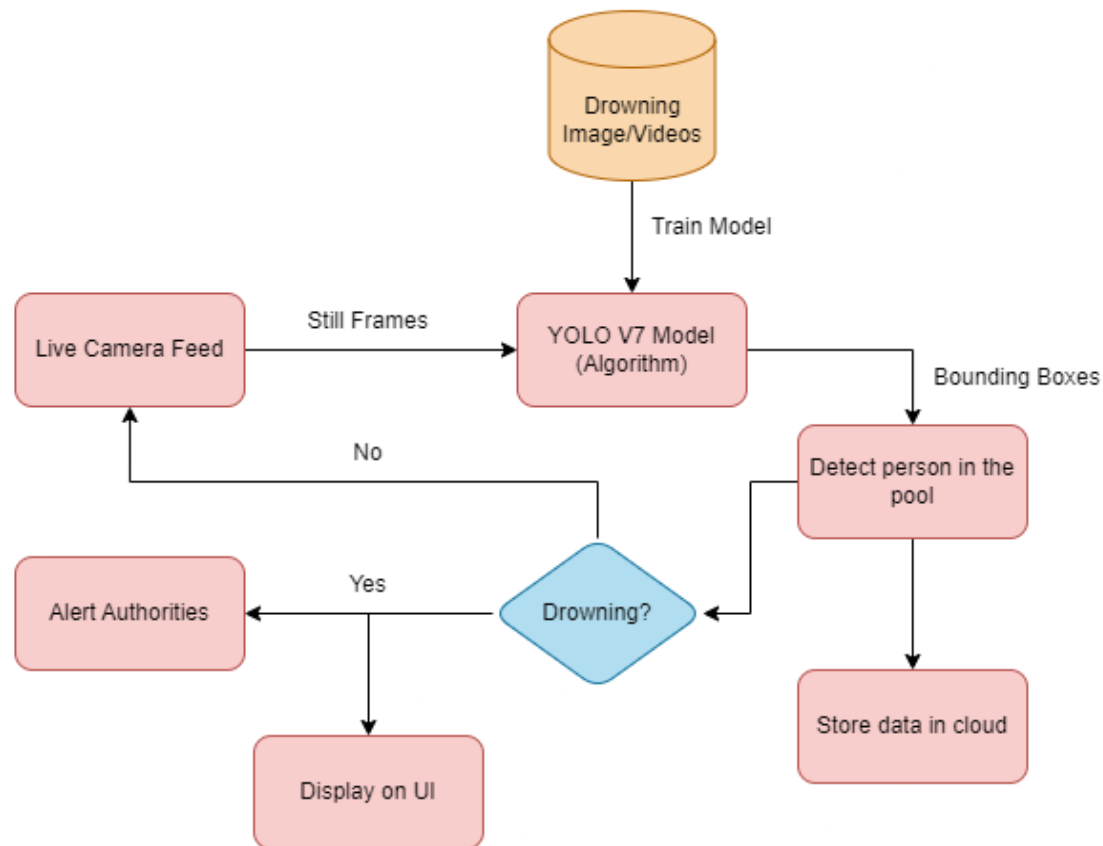 Drowning
Image/Videos
Train Model
Live Camera Feed
Still Frames
YOLO V7 Model
(Algorithm)
Bounding Boxes
Detect person in the
pool
No
Drowning?
Yes
Alert Authorities
Display on UI
Store data in cloud